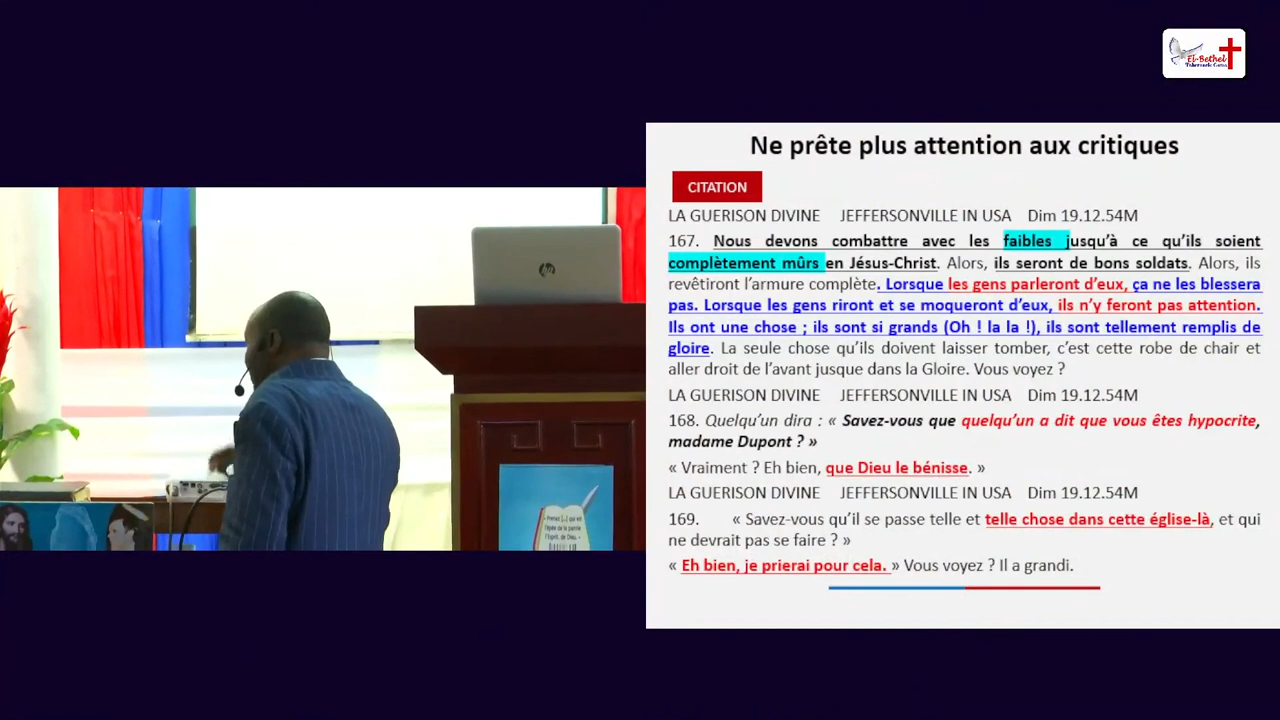 El-Bethel
Ne prête plus attention aux critiques
CITATION
LA GUERISON DIVINE JEFFERSONVILLE IN USA Dim 19.12.54M
167. Nous devons combattre avec les faibles jusqu’à ce qu’ils soient
complètement mûrs en Jésus-Christ. Alors, ils seront de bons soldats. Alors, ils
revêtiront l’armure complète. Lorsque les gens parleront d’eux, ça ne les blessera
pas. Lorsque les gens riront et se moqueront d’eux, ils n’y feront pas attention.
Ils ont une chose ; ils sont si grands (Oh ! la la !), ils sont tellement remplis de
gloire. La seule chose qu’ils doivent laisser tomber, c’est cette robe de chair et
aller droit de l’avant jusque dans la Gloire. Vous voyez ?
LA GUERISON DIVINE JEFFERSONVILLE IN USA Dim 19.12.54M
168. Quelqu’un dira : « Savez-vous que quelqu’un a dit que vous êtes hypocrite,
madame Dupont ? »
« Vraiment ? Eh bien, que Dieu le bénisse. »
LA GUERISON DIVINE JEFFERSONVILLE IN USA Dim 19.12.54M
169. « Savez-vous qu’il se passe telle et telle chose dans cette église-là, et qui
ne devrait pas se faire ? »
« Eh bien, je prierai pour cela. » Vous voyez ? Il a grandi.
hp